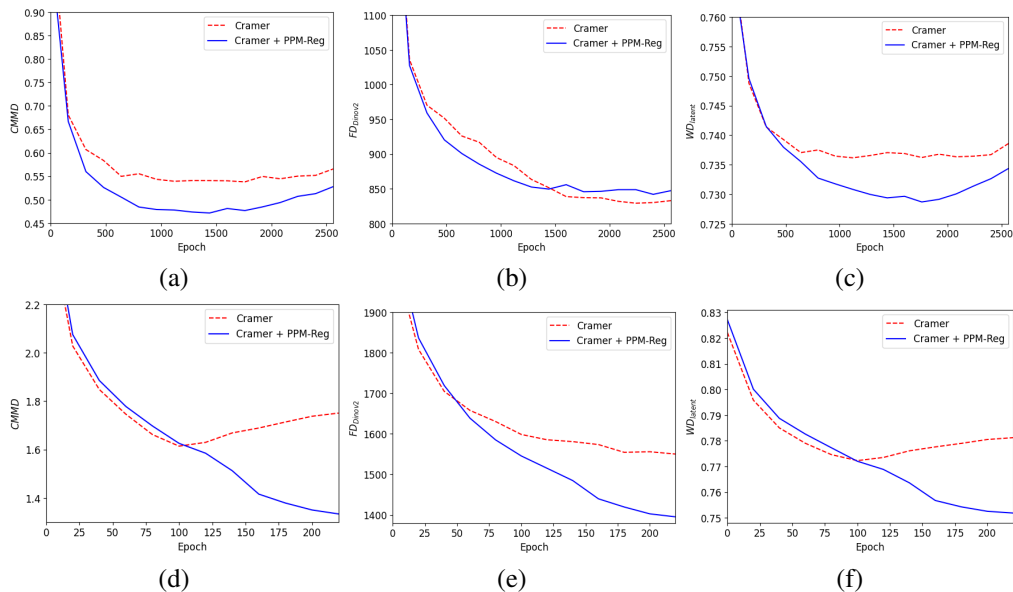 0.90
0.85
0.80
0.75
0.70
0.65
0.60
0.55
0.50
0.45
CMMD
0 500 1000 1500 2000 2500
Epoch
Cramer
Cramer + PPM-Reg
(a)
1100
1050
1000
950
900
850
800
FD_Dinov2
0 500 1000 1500 2000 2500
Epoch
Cramer
Cramer + PPM-Reg
(b)
0.760
0.755
0.750
0.745
0.740
0.735
0.730
0.725
WD_latent
0 500 1000 1500 2000 2500
Epoch
Cramer
Cramer + PPM-Reg
(c)
2.2
2.0
1.8
1.6
1.4
CMMD
0 25 50 75 100 125 150 175 200
Epoch
Cramer
Cramer + PPM-Reg
(d)
1900
1800
1700
1600
1500
1400
FD_Dinov2
0 25 50 75 100 125 150 175 200
Epoch
Cramer
Cramer + PPM-Reg
(e)
0.83
0.82
0.81
0.80
0.79
0.78
0.77
0.76
0.75
WD_latent
0 25 50 75 100 125 150 175 200
Epoch
Cramer
Cramer + PPM-Reg
(f)